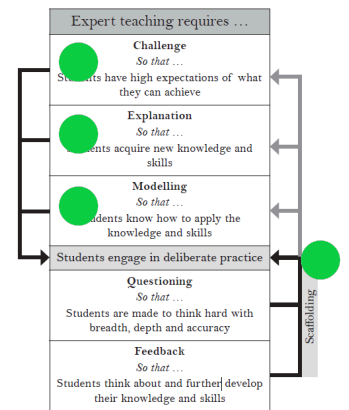 Expert teaching requires …
Challenge
So that …
have high expectations of what
they can achieve
Explanation
So that …
acquire new knowledge and
skills
Modelling
So that …
know how to apply the
knowledge and skills
Students engage in deliberate practice
Questioning
So that …
Students are made to think hard with
breadth, depth and accuracy
Feedback
So that …
Students think about and further develop
their knowledge and skills
Scaffolding